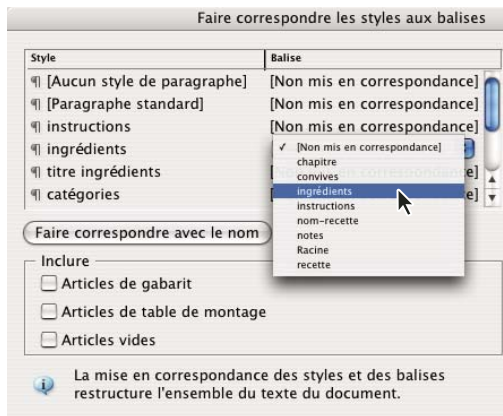 Faire correspondre les styles aux balises
Style Balise
¶ [Aucun style de paragraphe] [Non mis en correspondance]
¶ [Paragraphe standard] [Non mis en correspondance]
¶ instructions [Non mis en correspondance]
¶ ingrédients
✓ [Non mis en correspondance]
chapitre
convives
ingrédients
instructions
nom-recette
notes
Racine
recette
¶ titre ingrédients
¶ catégories
Faire correspondre avec le nom
Inclure
Articles de gabarit
Articles de table de montage
Articles vides
La mise en correspondance des styles et des balises
restructure l'ensemble du texte du document.